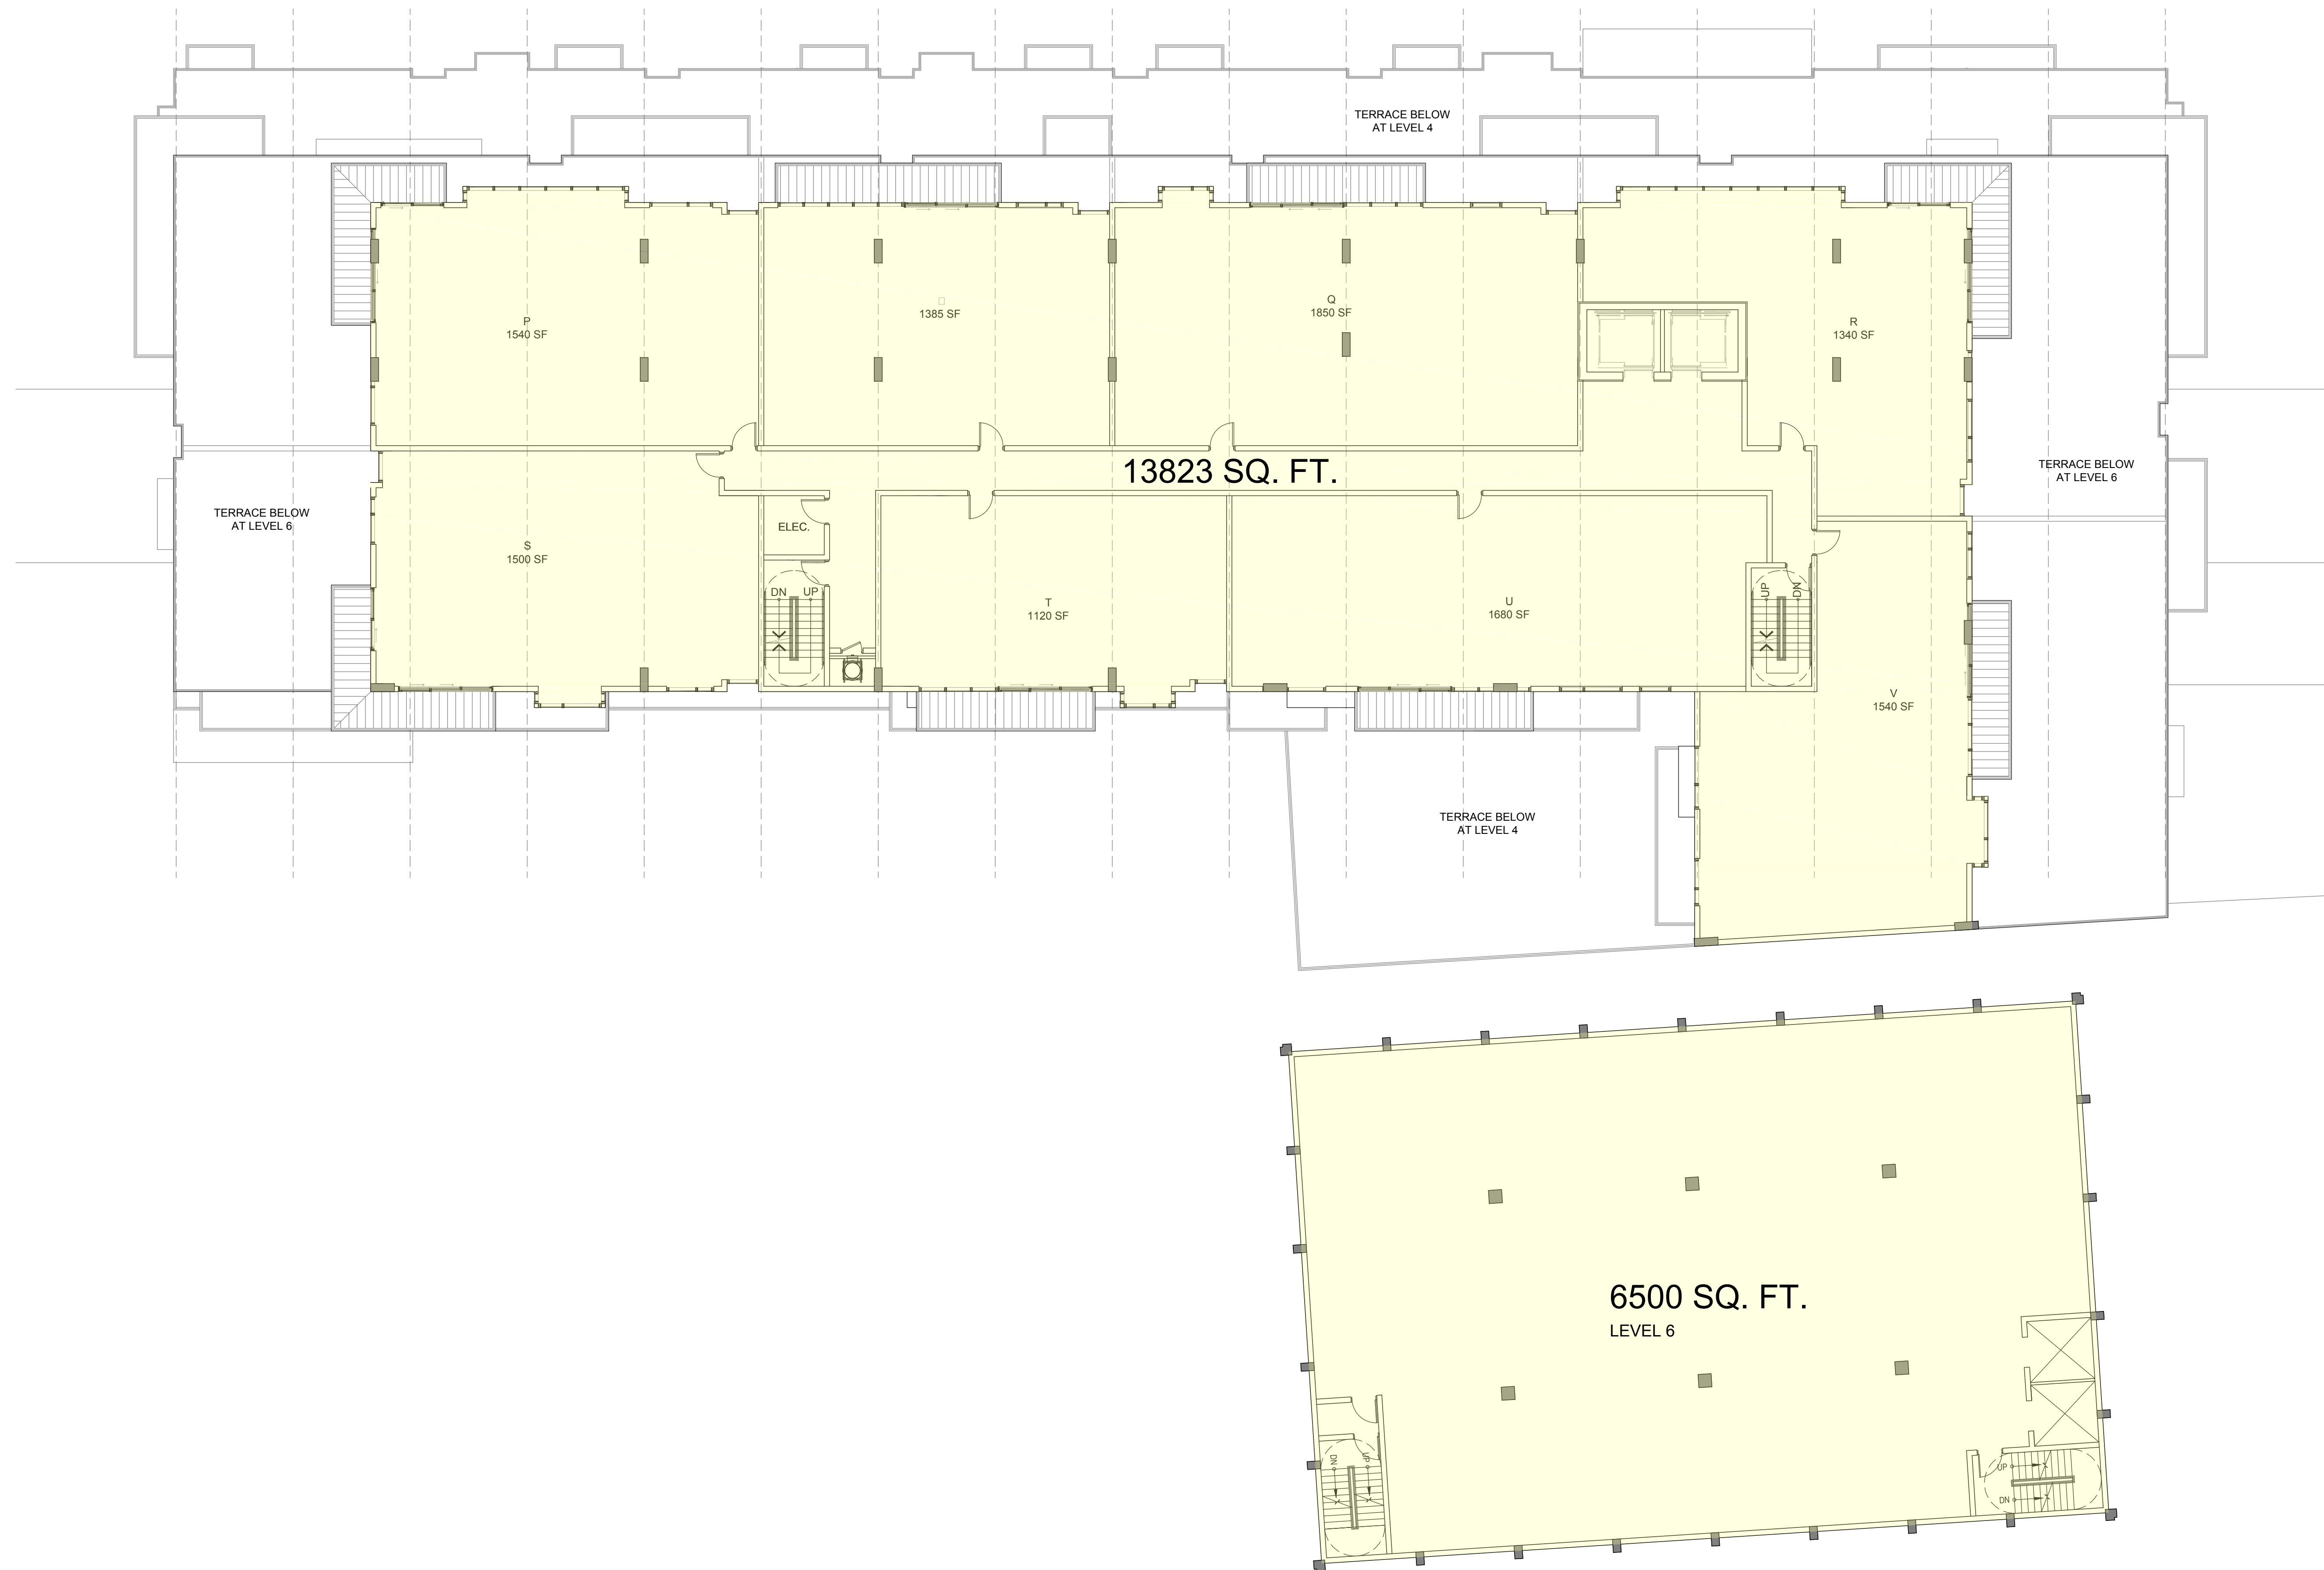 TERRACE BELOW
AT LEVEL 4
P
1540 SF
1385 SF
Q
1850 SF
R
1340 SF
13823 SQ. FT.
TERRACE BELOW
AT LEVEL 6
TERRACE BELOW
AT LEVEL 6
ELEC.
S
1500 SF
DN UP
T
1120 SF
U
1680 SF
UP
DN
V
1540 SF
TERRACE BELOW
AT LEVEL 4
6500 SQ. FT.
LEVEL 6
DN
UP
UP
DN